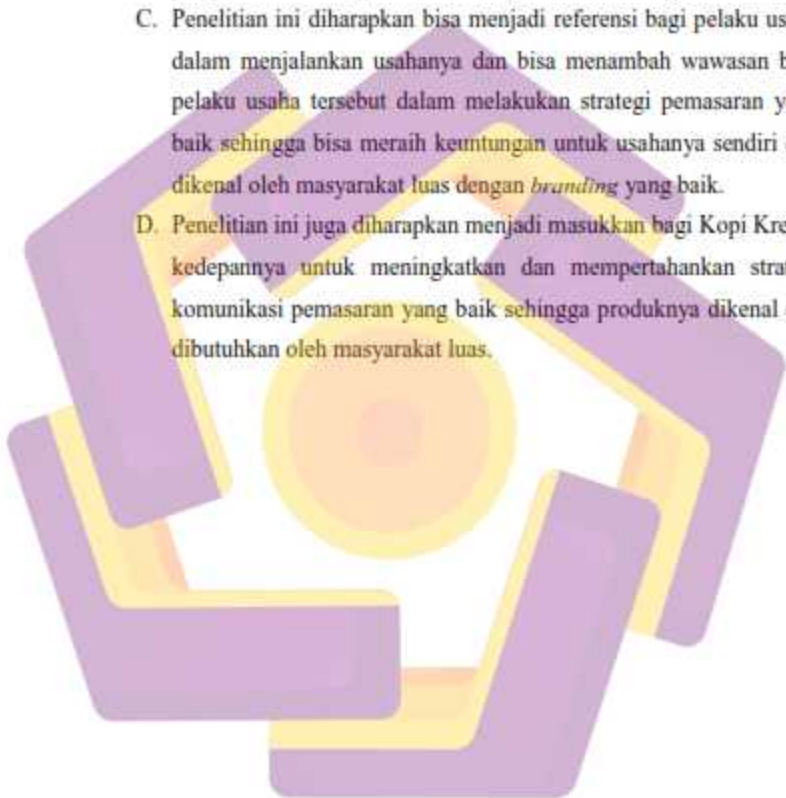 C. Penelitian ini diharapkan bisa menjadi referensi bagi pelaku us
dalam menjalankan usahanya dan bisa menambah wawasan b
pelaku usaha tersebut dalam melakukan strategi pemasaran y
baik sehingga bisa meraih keuntungan untuk usahanya sendiri
dikenal oleh masyarakat luas dengan branding yang baik.
D. Penelitian ini juga diharapkan menjadi masukkan bagi Kopi Kre
kedepannya untuk meningkatkan dan mempertahankan strat
komunikasi pemasaran yang baik sehingga produknya dikenal
dibutuhkan oleh masyarakat luas.